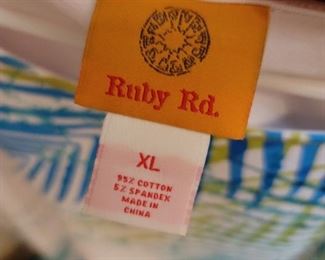 Ruby Rd.
XL
95% COTTON
5% SPANDEX
MADE IN
CHINA